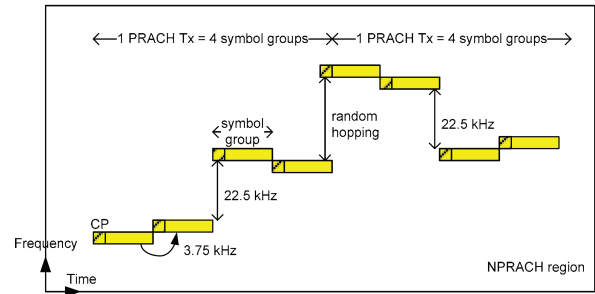 1 PRACH Tx = 4 symbol groups
1 PRACH Tx = 4 symbol groups
symbol
group
random
hopping
22.5 kHz
22.5 kHz
CP
3.75 kHz
Frequency
Time
NPRACH region